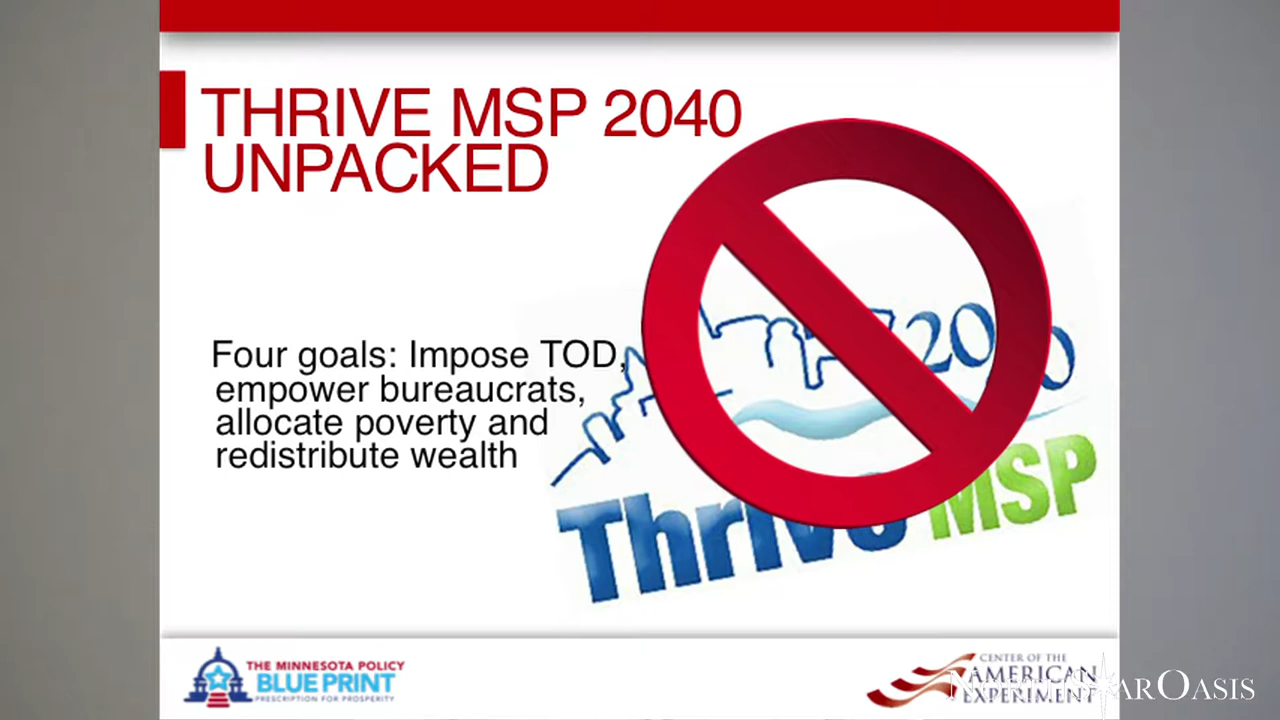 THRIVE MSP 2040
UNPACKED
Four goals: Impose TOD,
empower bureaucrats,
allocate poverty and
redistribute wealth
2040
Thrive MSP
THE MINNESOTA POLICY
BLUE PRINT
PRESCRIPTION FOR PROSPERITY
CENTER OF THE
AMERICAN
EXPERIMENT
OASIS